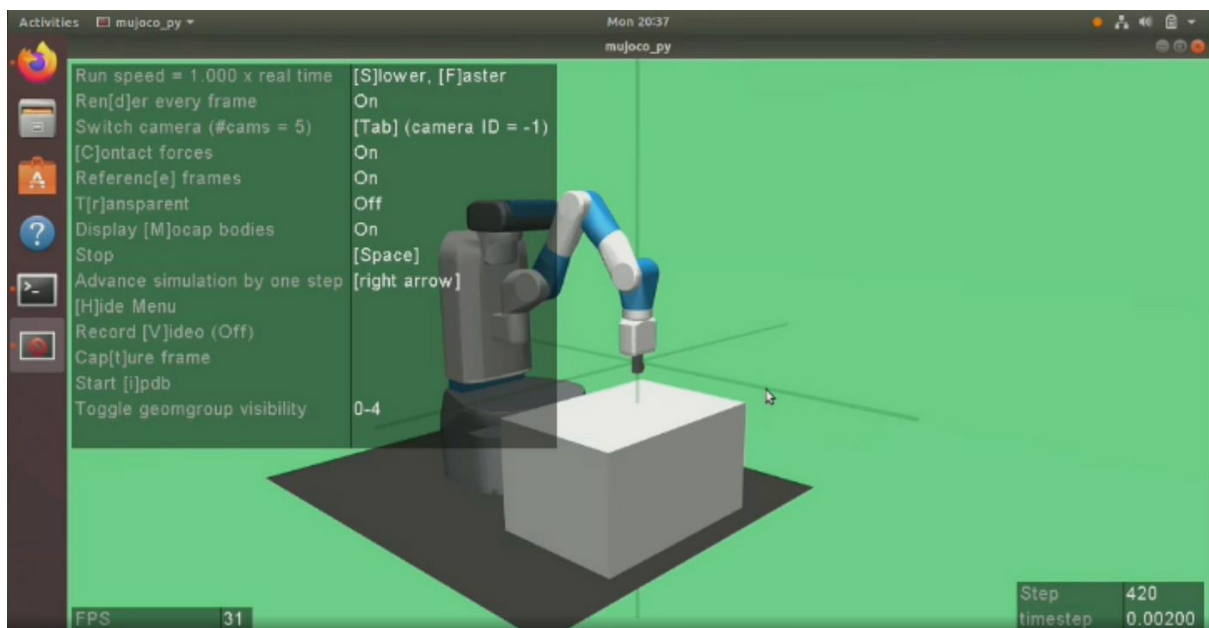 Activities mujoco_py Mon 20:37
mujoco_py
Run speed = 1.000 x real time [S]lower, [F]aster
Ren[d]er every frame On
Switch camera (#cams = 5) [Tab] (camera ID = -1)
[C]ontact forces On
Referenc[e] frames On
T[r]ansparent Off
Display [M]ocap bodies On
Stop [Space]
Advance simulation by one step [right arrow]
[H]ide Menu
Record [V]ideo (Off)
Cap[t]ure frame
Start [i]pdb
Toggle geomgroup visibility 0-4
FPS 31
Step 420
timestep 0.00200